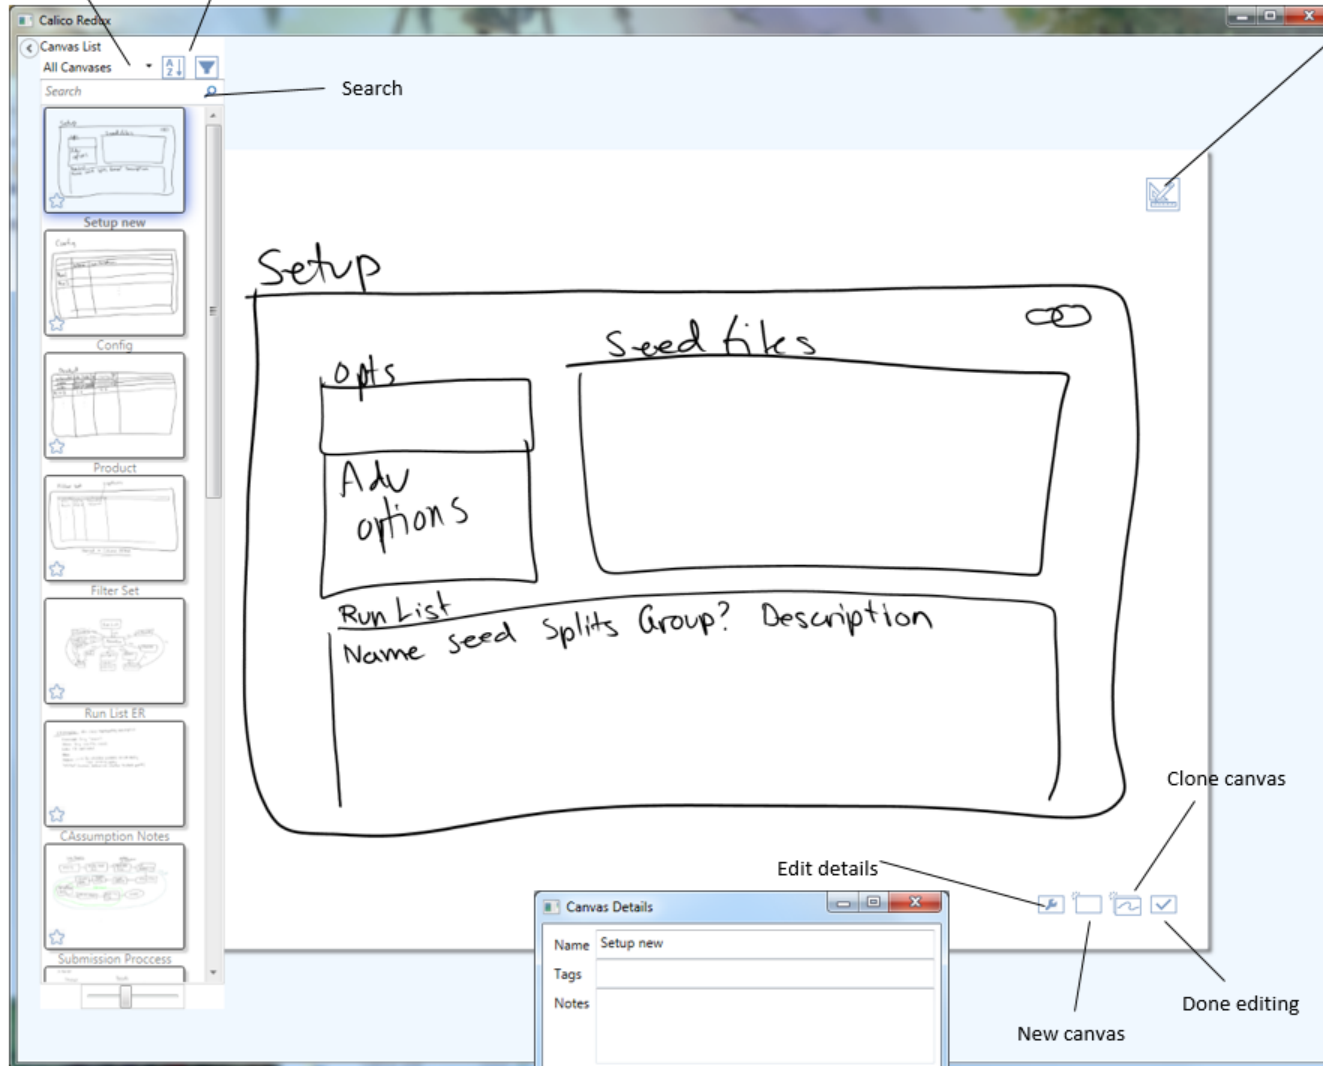 Calico Redux
Canvas List
All Canvases
A
Z
Search
Search
Setup new
Config
Product
Filter Set
Run List ER
CAssumption Notes
Submission Proccess
Setup
Seed files
Opts
Adv
options
Run List
Name Seed Splits Group? Description
Clone canvas
Edit details
Canvas Details
Name Setup new
Tags
Notes
Done editing
New canvas